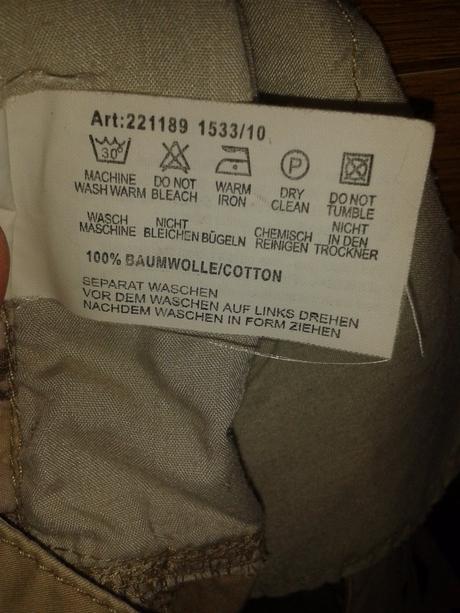 Art:221189 1533/10
30° P
MACHINE WASH WARM DO NOT BLEACH WARM IRON DRY CLEAN DO NOT TUMBLE
WASCH MASCHINE NICHT BLEICHEN BÜGELN CHEMISCH REINIGEN NICHT IN DEN TROCKNER
100% BAUMWOLLE/COTTON
SEPARAT WASCHEN
VOR DEM WASCHEN AUF LINKS DREHEN
NACHDEM WASCHEN IN FORM ZIEHEN